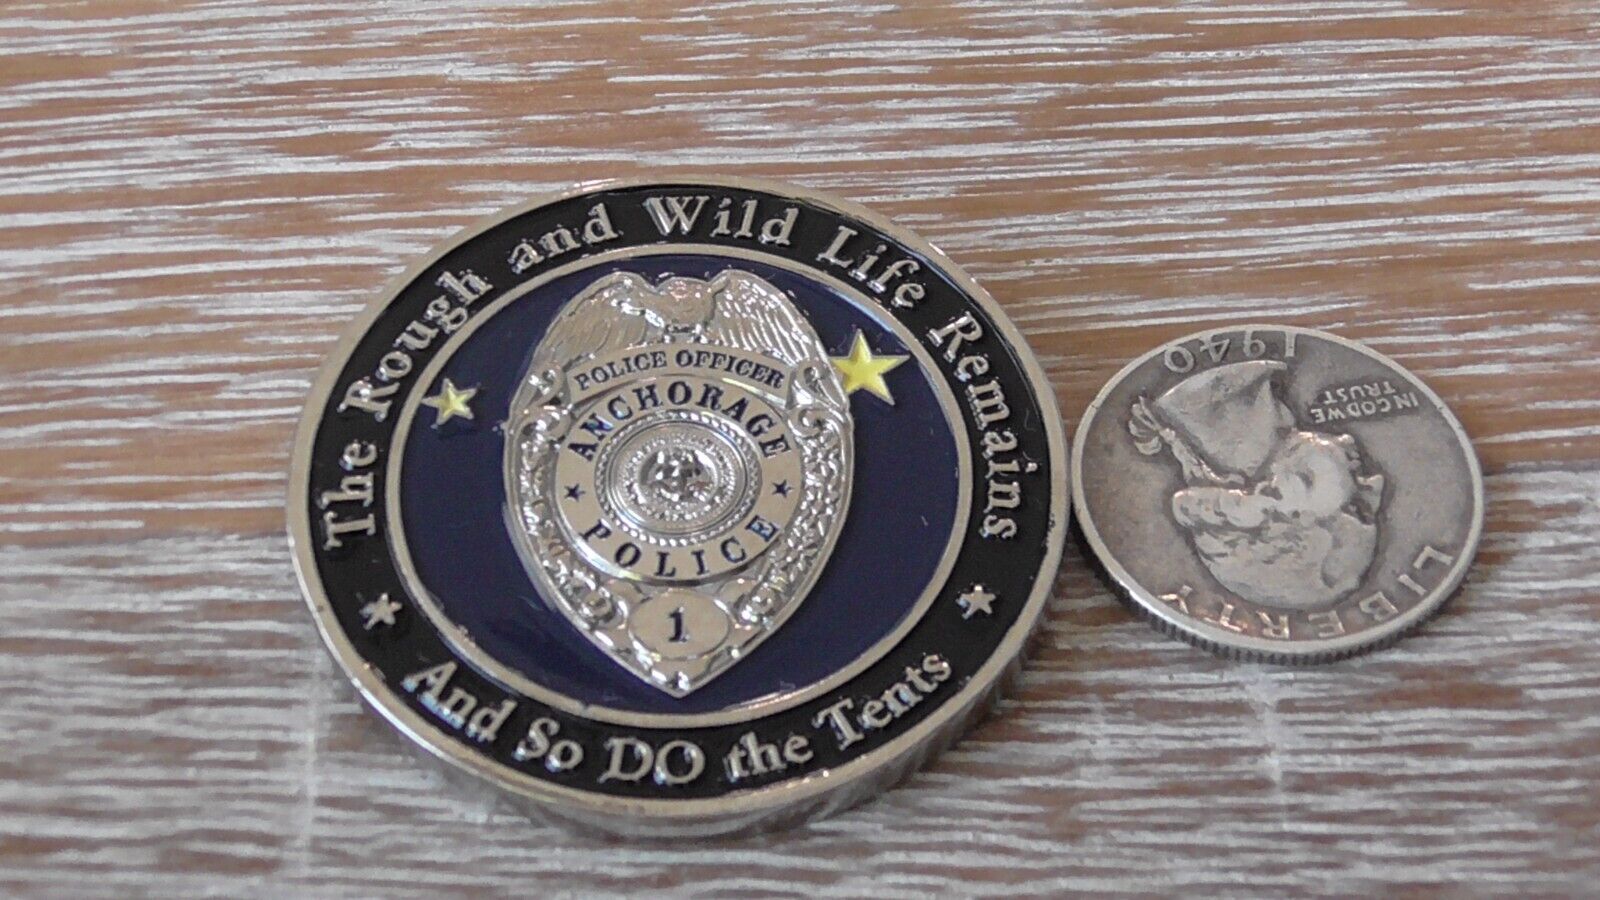 The Rough and Wild Life Remains
POLICE OFFICER
ANCHORAGE
POLICE
1
And So DO the Tents
LIBERTY
IN GOD WE
TRUST
1940